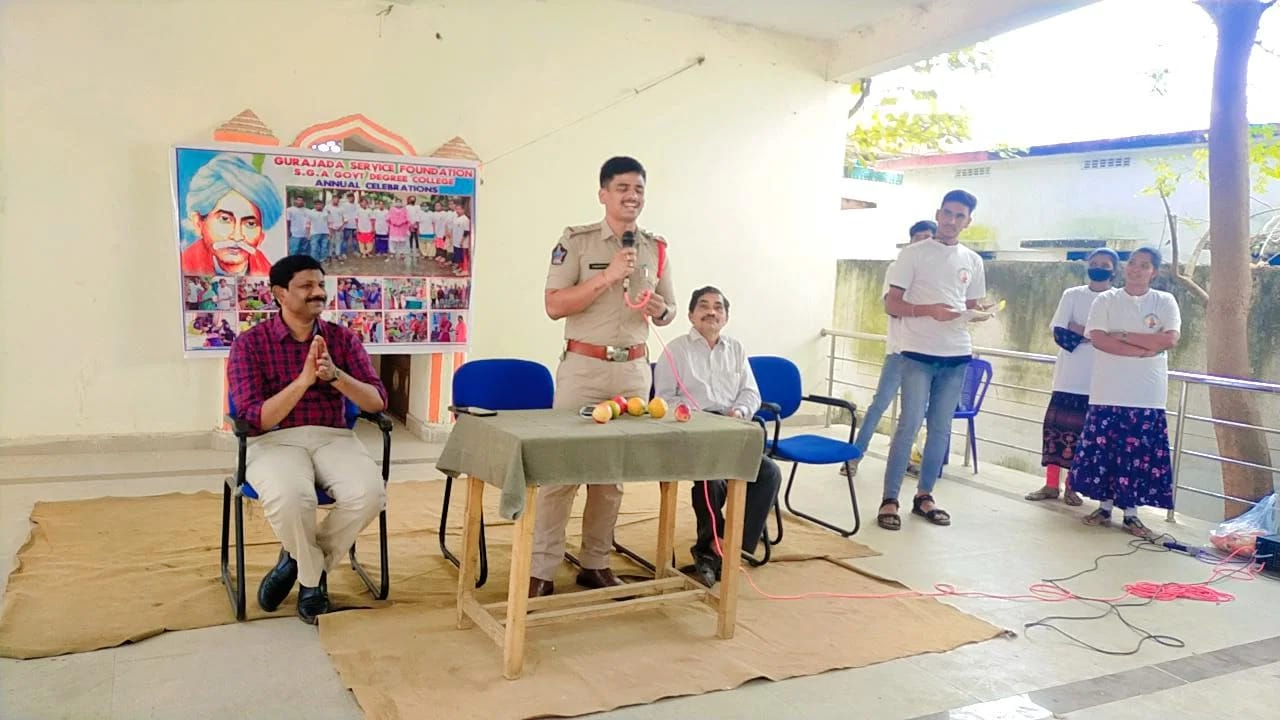 GURAJADA SERVICE FOUNDATION
S.G.A GOVT DEGREE COLLEGE
ANNUAL CELEBRATIONS